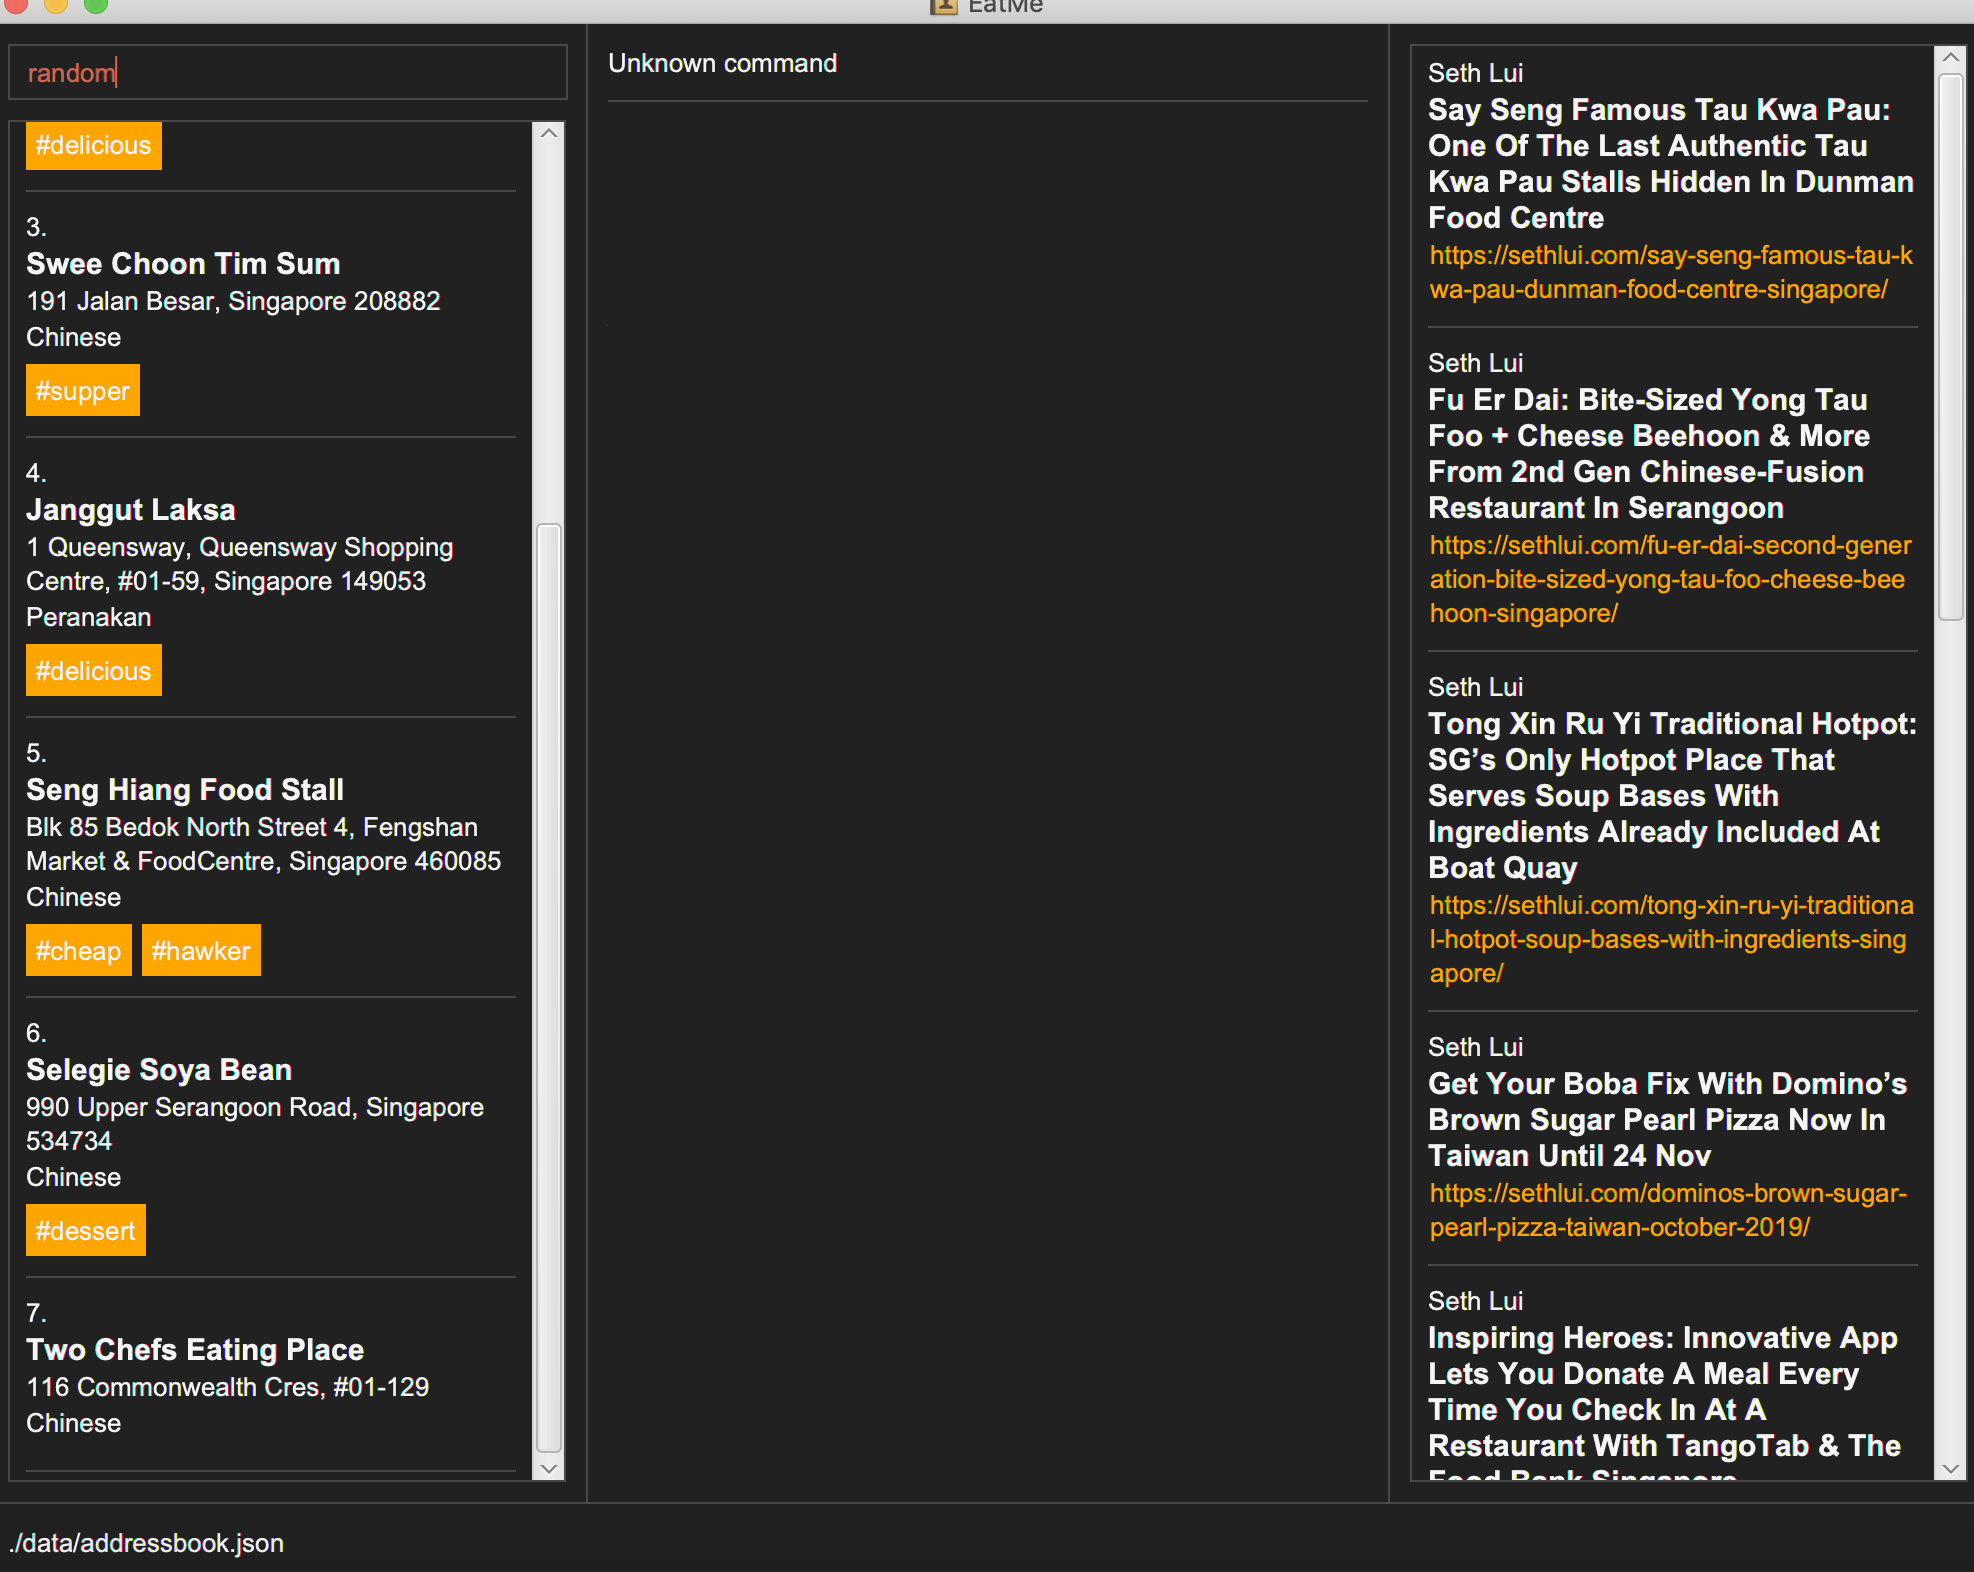 EatMe
random
#delicious
3.
Swee Choon Tim Sum
191 Jalan Besar, Singapore 208882
Chinese
#supper
4.
Janggut Laksa
1 Queensway, Queensway Shopping
Centre, #01-59, Singapore 149053
Peranakan
#delicious
5.
Seng Hiang Food Stall
Blk 85 Bedok North Street 4, Fengshan
Market & FoodCentre, Singapore 460085
Chinese
#cheap #hawker
6.
Selegie Soya Bean
990 Upper Serangoon Road, Singapore
534734
Chinese
#dessert
7.
Two Chefs Eating Place
116 Commonwealth Cres, #01-129
Chinese
Unknown command
Seth Lui
Say Seng Famous Tau Kwa Pau:
One Of The Last Authentic Tau
Kwa Pau Stalls Hidden In Dunman
Food Centre
https://sethlui.com/say-seng-famous-tau-k
wa-pau-dunman-food-centre-singapore/
Seth Lui
Fu Er Dai: Bite-Sized Yong Tau
Foo + Cheese Beehoon & More
From 2nd Gen Chinese-Fusion
Restaurant In Serangoon
https://sethlui.com/fu-er-dai-second-gener
ation-bite-sized-yong-tau-foo-cheese-bee
hoon-singapore/
Seth Lui
Tong Xin Ru Yi Traditional Hotpot:
SG’s Only Hotpot Place That
Serves Soup Bases With
Ingredients Already Included At
Boat Quay
https://sethlui.com/tong-xin-ru-yi-traditiona
l-hotpot-soup-bases-with-ingredients-sing
apore/
Seth Lui
Get Your Boba Fix With Domino’s
Brown Sugar Pearl Pizza Now In
Taiwan Until 24 Nov
https://sethlui.com/dominos-brown-sugar-
pearl-pizza-taiwan-october-2019/
Seth Lui
Inspiring Heroes: Innovative App
Lets You Donate A Meal Every
Time You Check In At A
Restaurant With TangoTab & The
Food Bank Singapore
./data/addressbook.json